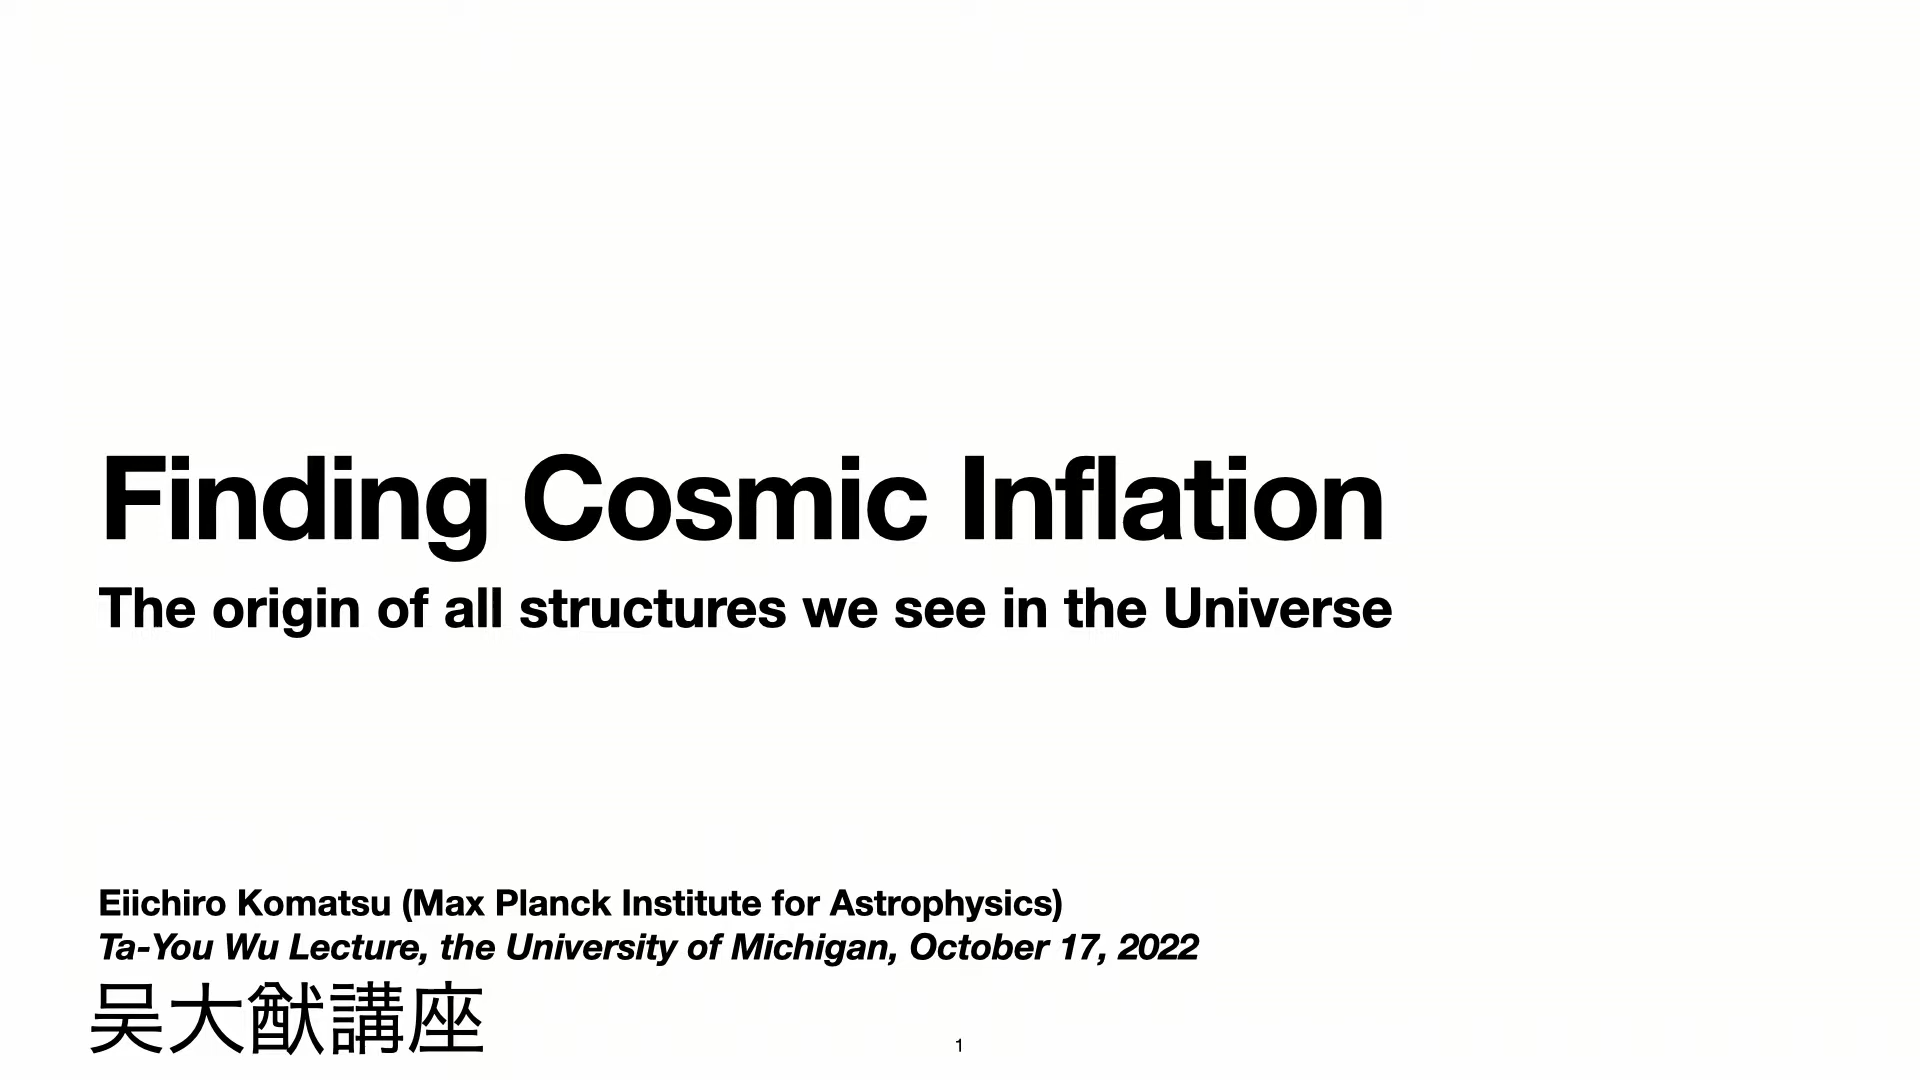 Finding Cosmic Inflation
The origin of all structures we see in the Universe
Eiichiro Komatsu (Max Planck Institute for Astrophysics)
Ta-You Wu Lecture, the University of Michigan, October 17, 2022
吴大猷講座
1